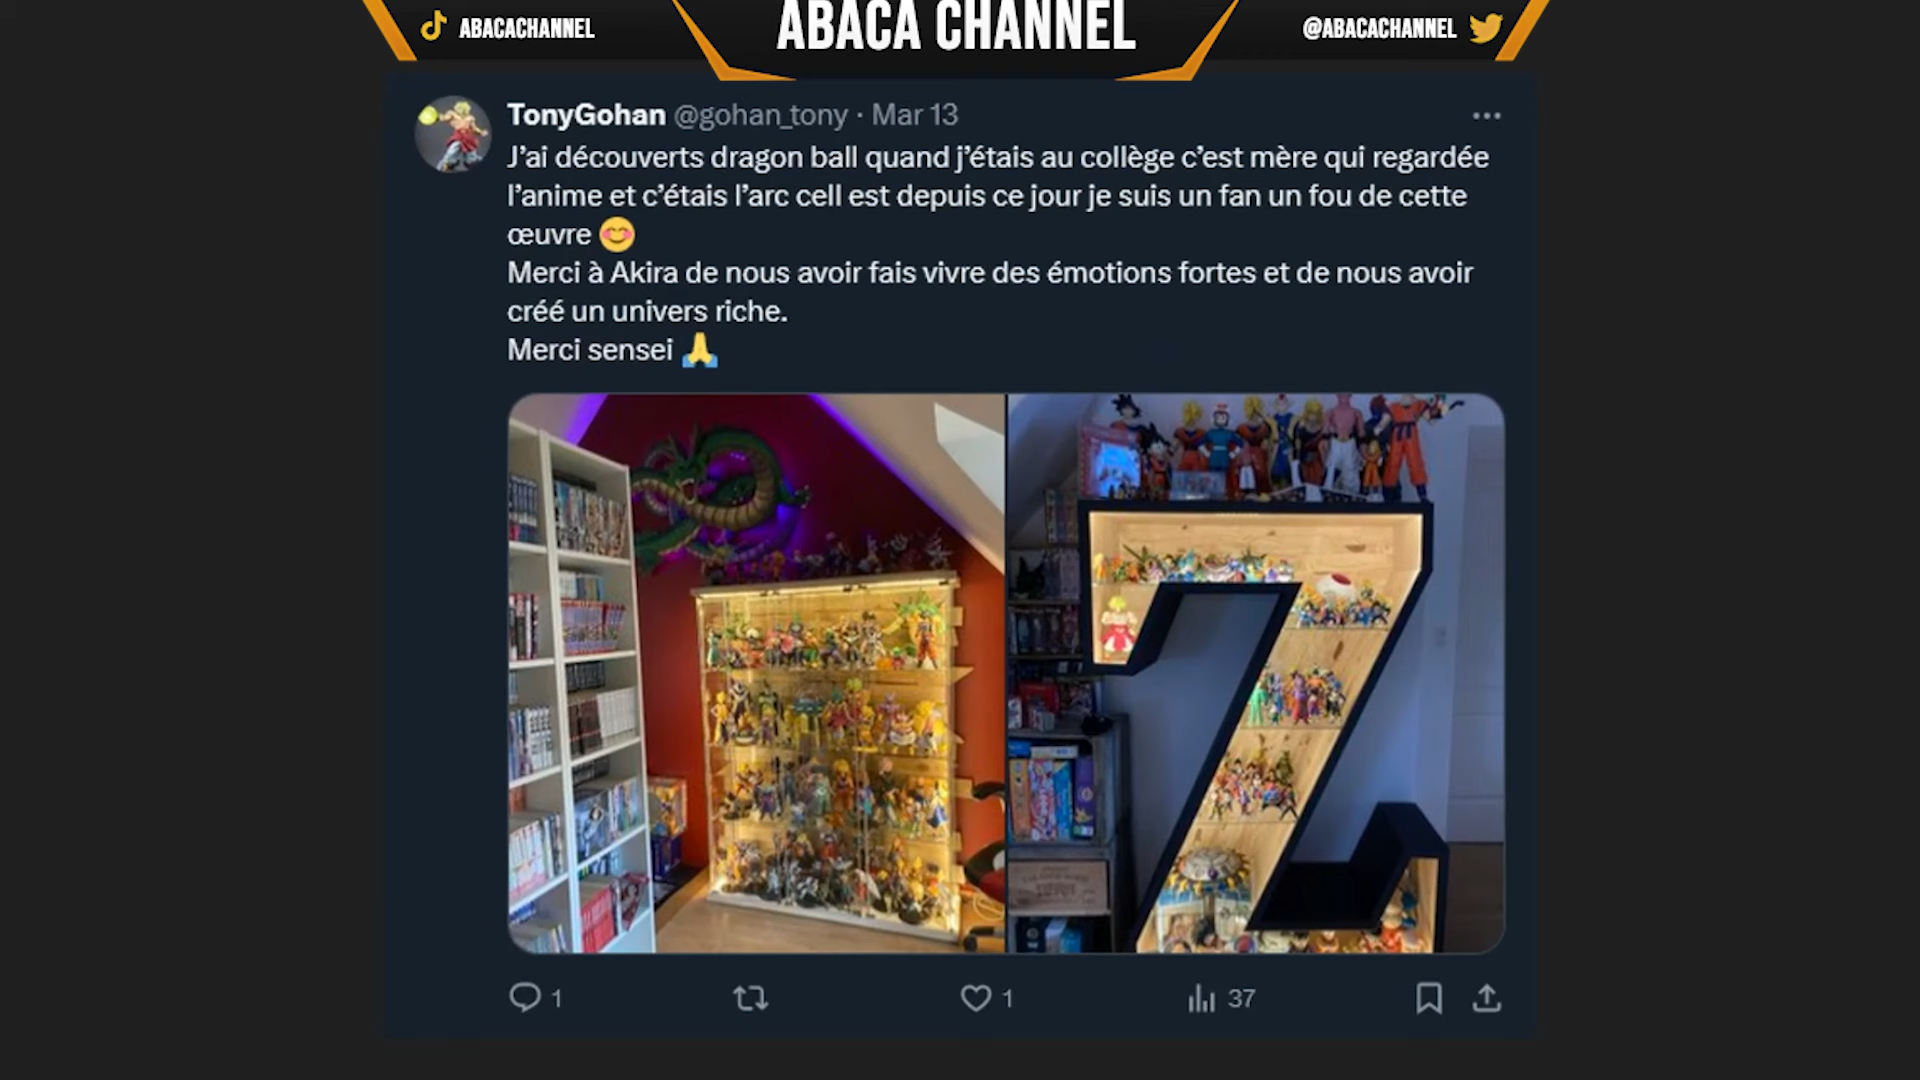 ABACACHANNEL
ABACA CHANNEL
@ABACACHANNEL
TonyGohan @gohan_tony · Mar 13
J’ai découverts dragon ball quand j’étais au collège c’est mère qui regardée
l’anime et c’étais l’arc cell est depuis ce jour je suis un fan un fou de cette
œuvre 😊
Merci à Akira de nous avoir fais vivre des émotions fortes et de nous avoir
créé un univers riche.
Merci sensei 🙏
1
1
37